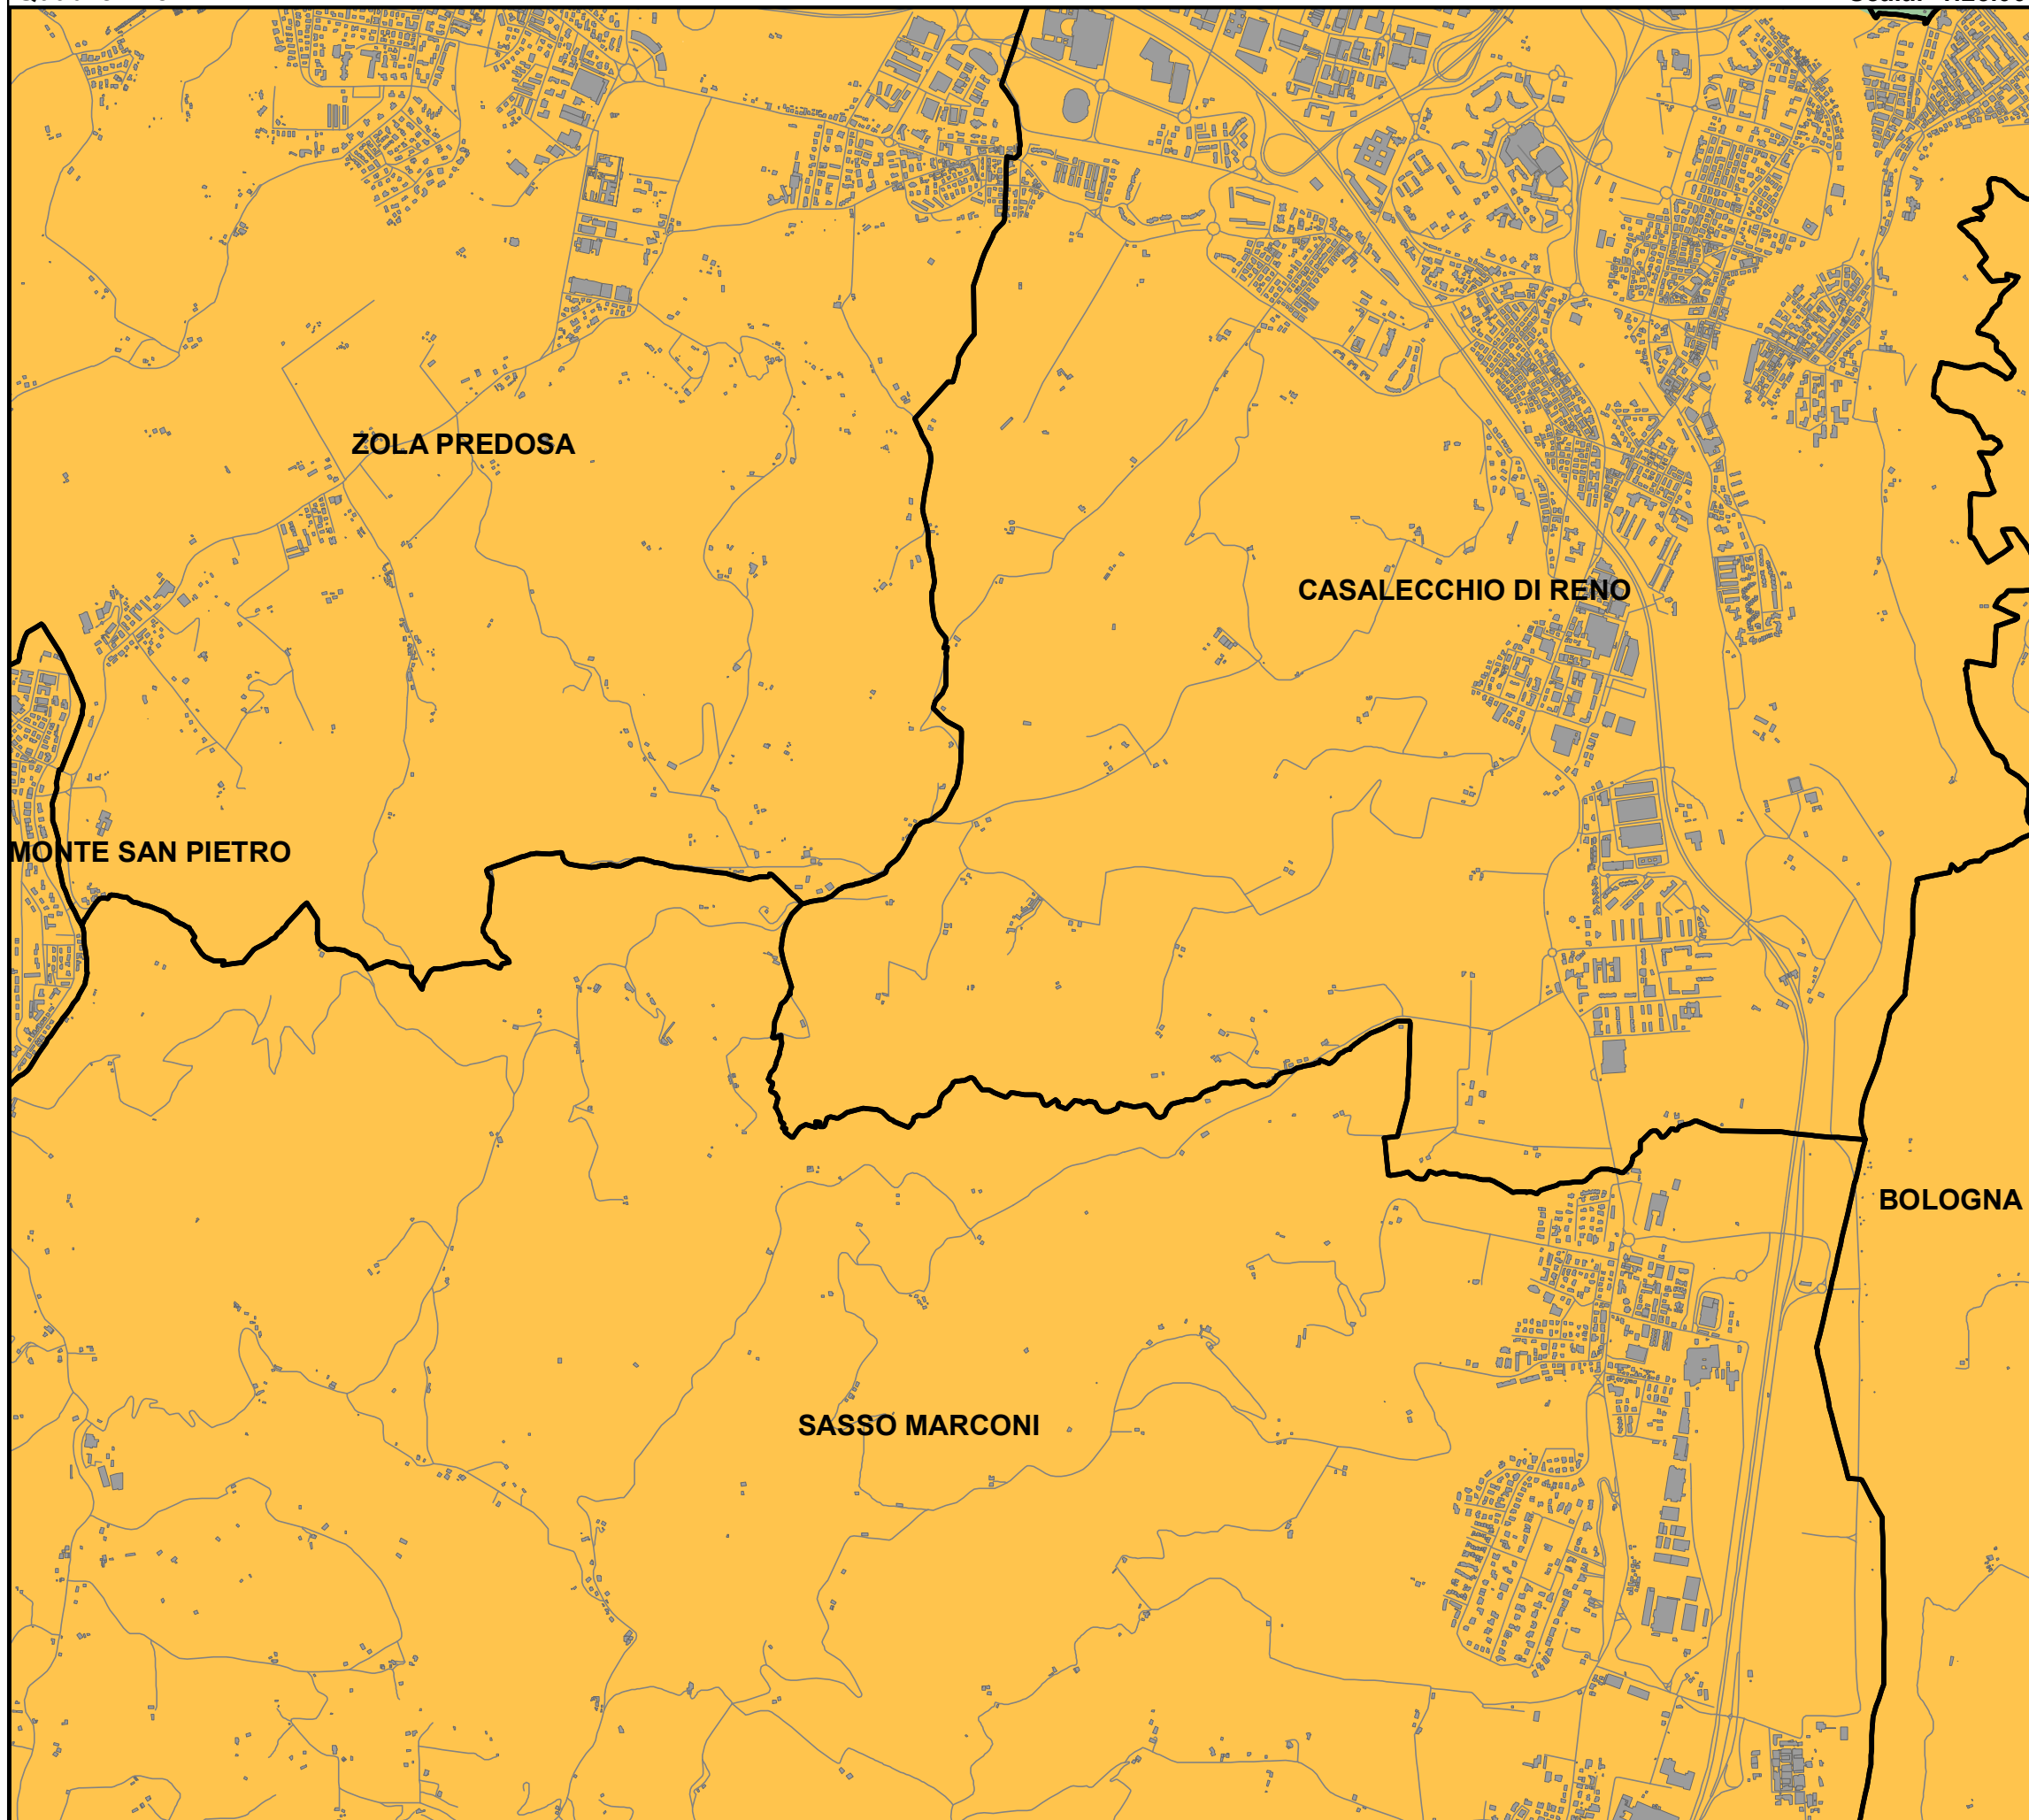 ZOLA PREDOSA
CASALECCHIO DI RENO
MONTE SAN PIETRO
BOLOGNA
SASSO MARCONI